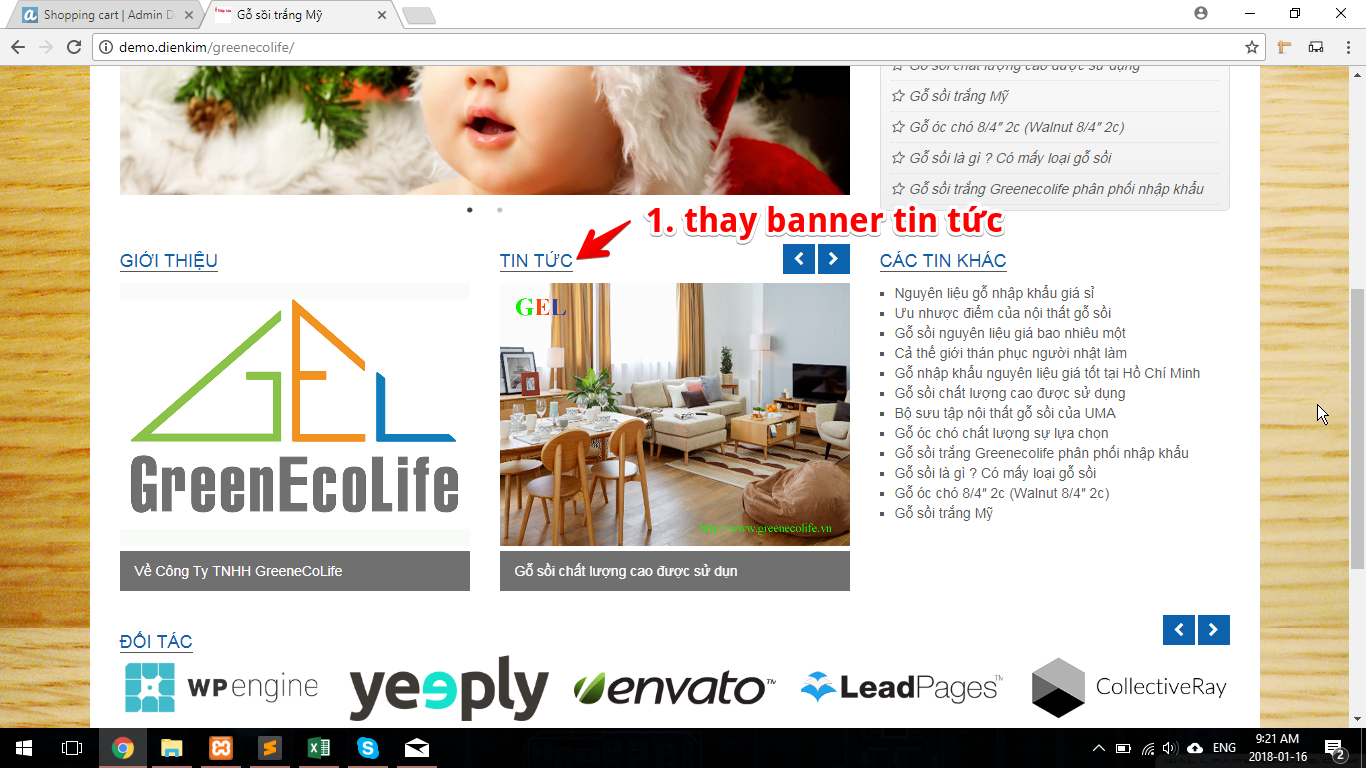 Shopping cart | Admin D
Gỗ sồi trắng Mỹ
demo.dienkim/greenecolife/
Gỗ sồi chất lượng cao được sử dụng
Gỗ sồi trắng Mỹ
Gỗ óc chó 8/4″ 2c (Walnut 8/4″ 2c)
Gỗ sồi là gì ? Có mấy loại gỗ sồi
Gỗ sồi trắng Greenecolife phân phối nhập khẩu
1. thay banner tin tức
GIỚI THIỆU
GEL
GreenEcoLife
Về Công Ty TNHH GreeneCoLife
TIN TỨC
GEL
http://www.greenecolife.vn
Gỗ sồi chất lượng cao được sử dụn
CÁC TIN KHÁC
Nguyên liệu gỗ nhập khẩu giá sỉ
Ưu nhược điểm của nội thất gỗ sồi
Gỗ sồi nguyên liệu giá bao nhiêu một
Cả thế giới thán phục người nhật làm
Gỗ nhập khẩu nguyên liệu giá tốt tại Hồ Chí Minh
Gỗ sồi chất lượng cao được sử dụng
Bộ sưu tập nội thất gỗ sồi của UMA
Gỗ óc chó chất lượng sự lựa chọn
Gỗ sồi trắng Greenecolife phân phối nhập khẩu
Gỗ sồi là gì ? Có mấy loại gỗ sồi
Gỗ óc chó 8/4″ 2c (Walnut 8/4″ 2c)
Gỗ sồi trắng Mỹ
ĐỐI TÁC
WP engine
yeeply
envato™
LeadPages™
CollectiveRay
ENG
9:21 AM
2018-01-16
2